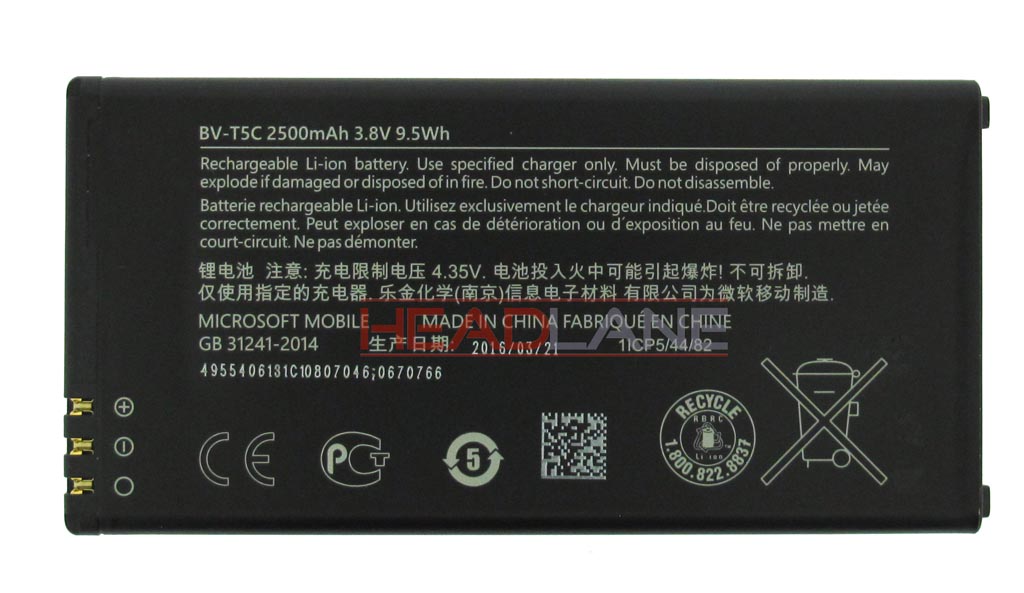 BV-T5C 2500mAh 3.8V 9.5Wh
Rechargeable Li-ion battery. Use specified charger only. Must be disposed of properly. May
explode if damaged or disposed of in fire. Do not short-circuit. Do not disassemble.
Batterie rechargeable Li-ion. Utilisez exclusivement le chargeur indiqué.Doit être recyclée ou jetée
correctement. Peut exploser en cas de détérioration ou d´exposition au feu. Ne pas mettre en
court-circuit. Ne pas démonter.
锂电池 注意: 充电限制电压 4.35V. 电池投入火中可能引起爆炸! 不可拆卸.
仅使用指定的充电器. 乐金化学(南京)信息电子材料 有限公司为微软移动制造.
MICROSOFT MOBILE MADE IN CHINA FABRIQUÉ EN CHINE
HEADLANE
GB 31241-2014 生产日期: 2016/03/21 1ICP5/44/82
4955406131C10807046;0670766
+
-
CE PCT 5
RECYCLE
RBRC
Li ion
1.800.822.8837